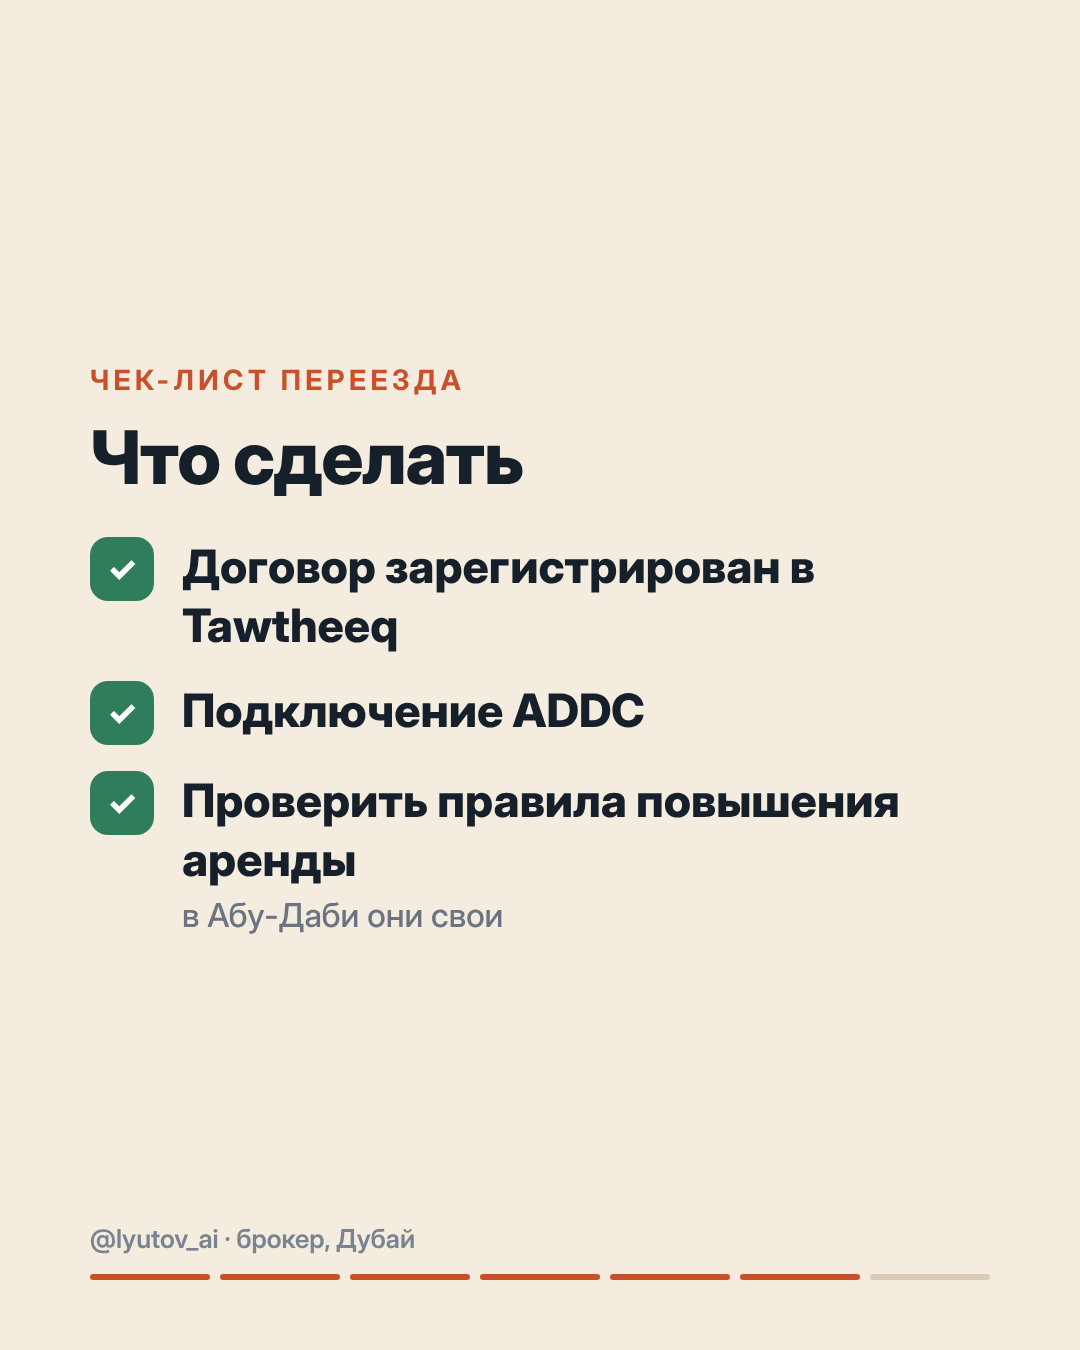 ЧЕК-ЛИСТ ПЕРЕЕЗДА
Что сделать
Договор зарегистрирован в
Tawtheeq
Подключение ADDC
Проверить правила повышения
аренды
в Абу-Даби они свои
@lyutov_ai · брокер, Дубай